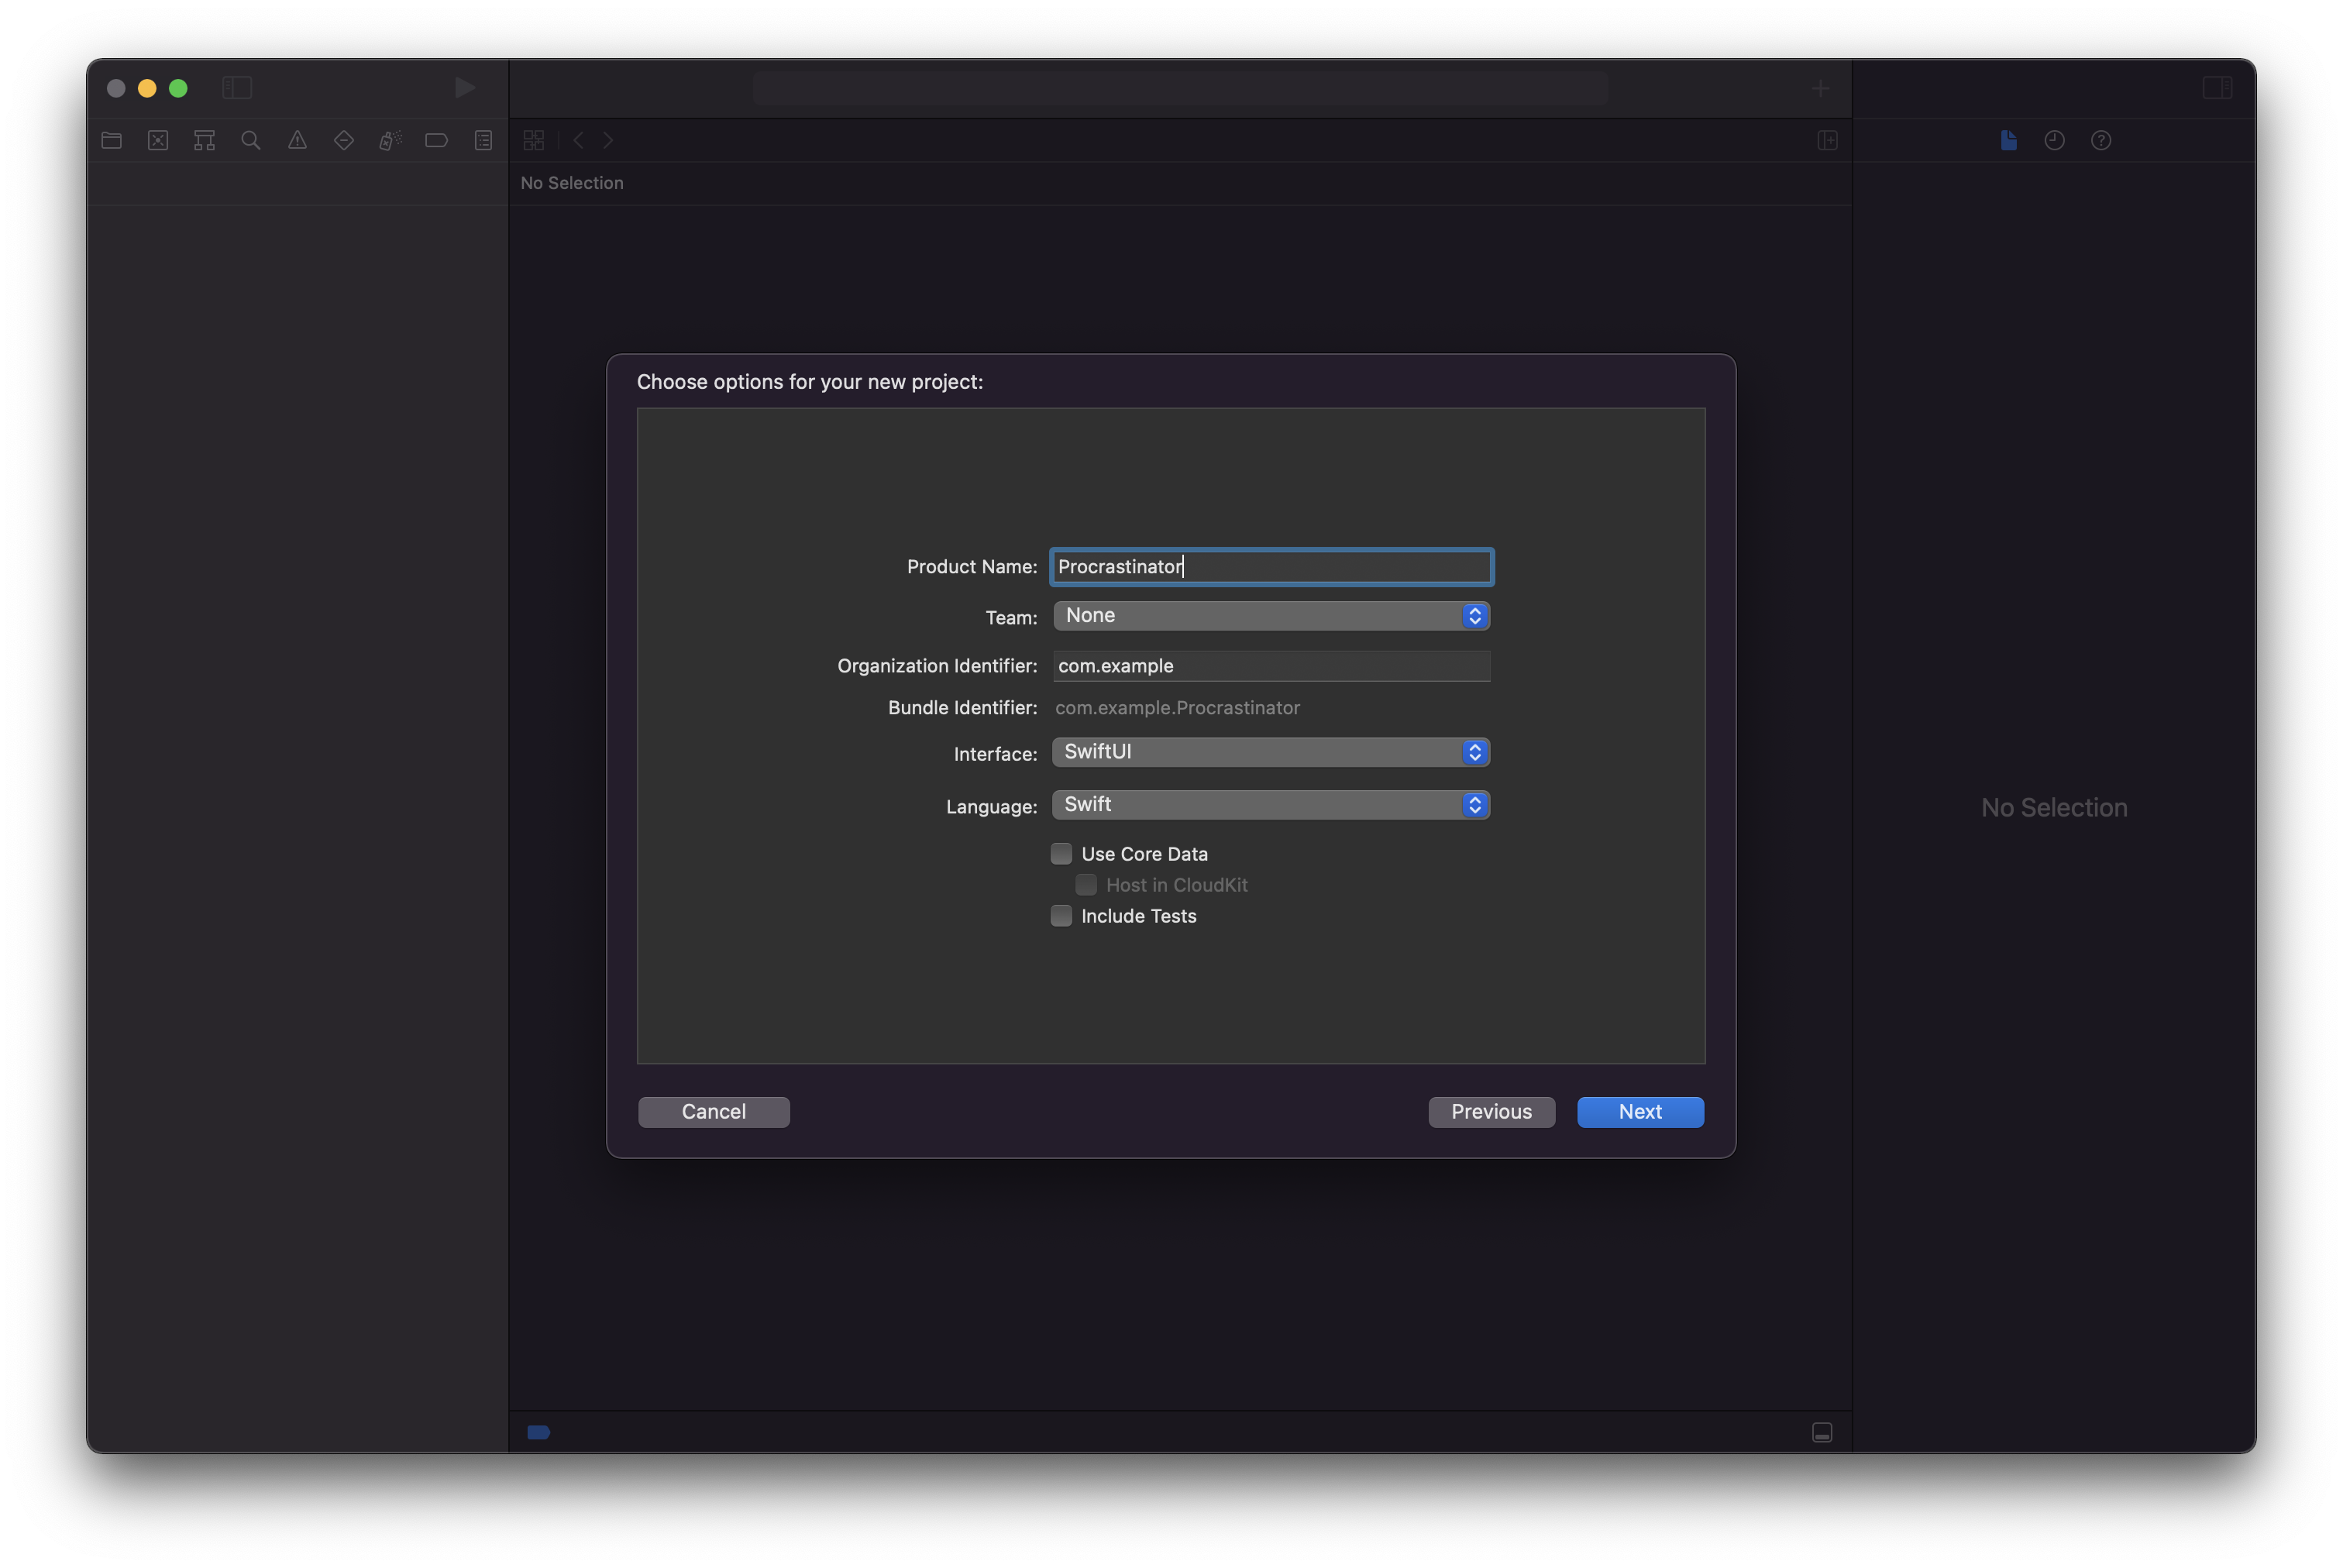 No Selection
Choose options for your new project:
Product Name: Procrastinator
Team: None
Organization Identifier: com.example
Bundle Identifier: com.example.Procrastinator
Interface: SwiftUI
Language: Swift
Use Core Data
Host in CloudKit
Include Tests
Cancel Previous Next
No Selection